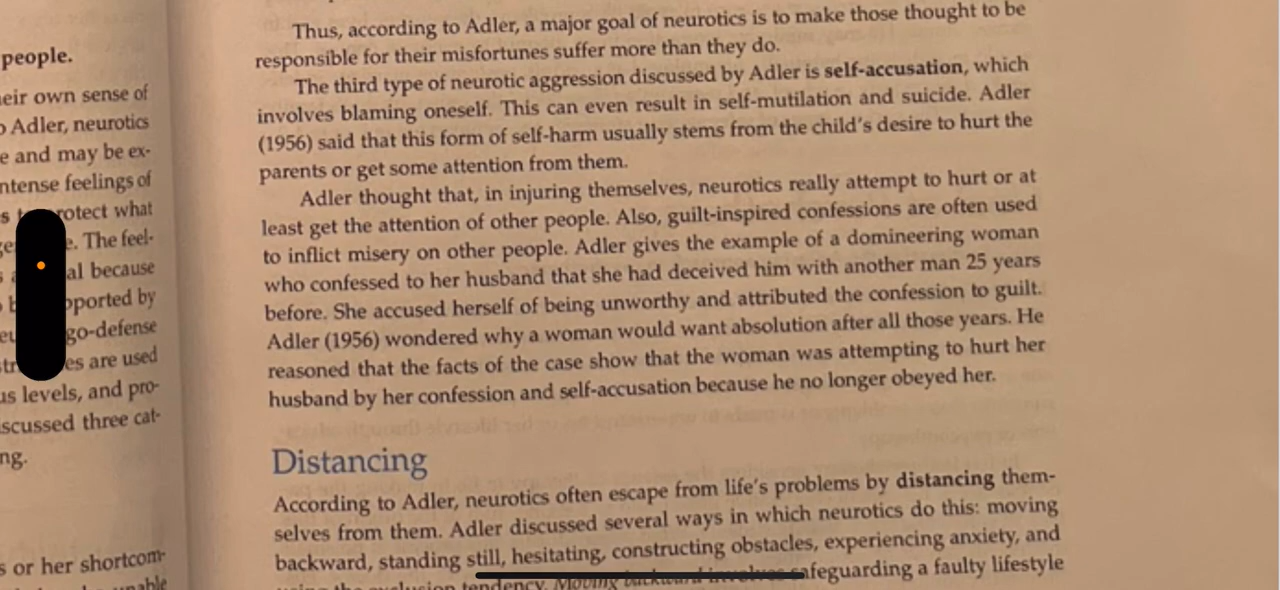 people.
eir own sense of
Adler, neurotics
e and may be ex-
ntense feelings of
rotect what
e. The feel-
al because
pported by
go-defense
es are used
us levels, and pro-
scussed three cat-
ng.
s or her shortcom-
unable
Thus, according to Adler, a major goal of neurotics is to make those thought to be
responsible for their misfortunes suffer more than they do.
The third type of neurotic aggression discussed by Adler is self-accusation, which
involves blaming oneself. This can even result in self-mutilation and suicide. Adler
(1956) said that this form of self-harm usually stems from the child's desire to hurt the
parents or get some attention from them.
Adler thought that, in injuring themselves, neurotics really attempt to hurt or at
least get the attention of other people. Also, guilt-inspired confessions are often used
to inflict misery on other people. Adler gives the example of a domineering woman
who confessed to her husband that she had deceived him with another man 25 years
before. She accused herself of being unworthy and attributed the confession to guilt.
Adler (1956) wondered why a woman would want absolution after all those years. He
reasoned that the facts of the case show that the woman was attempting to hurt her
husband by her confession and self-accusation because he no longer obeyed her.
Distancing
According to Adler, neurotics often escape from life's problems by distancing them-
selves from them. Adler discussed several ways in which neurotics do this: moving
backward, standing still, hesitating, constructing obstacles, experiencing anxiety, and
tendency. Moving backward involves safeguarding a faulty lifestyle